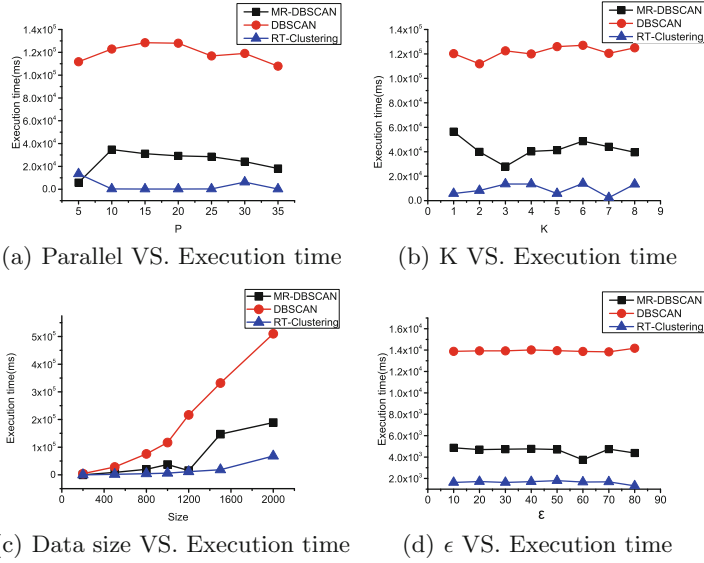 MR-DBSCAN
DBSCAN
RT-Clustering
Execution time(ms)
1.4x10⁵
1.2x10⁵
1.0x10⁵
8.0x10⁴
6.0x10⁴
4.0x10⁴
2.0x10⁴
0.0
5 10 15 20 25 30 35
P
(a) Parallel VS. Execution time
MR-DBSCAN
DBSCAN
RT-Clustering
Execution time(ms)
1.4x10⁵
1.2x10⁵
1.0x10⁵
8.0x10⁴
6.0x10⁴
4.0x10⁴
2.0x10⁴
0.0
0 1 2 3 4 5 6 7 8 9
K
(b) K VS. Execution time
MR-DBSCAN
DBSCAN
RT-Clustering
Execution time(ms)
5x10⁵
4x10⁵
3x10⁵
2x10⁵
1x10⁵
0
0 400 800 1200 1600 2000
Size
(c) Data size VS. Execution time
MR-DBSCAN
DBSCAN
RT-Clustering
Execution time(ms)
1.6x10⁴
1.4x10⁴
1.2x10⁴
1.0x10⁴
8.0x10³
6.0x10³
4.0x10³
2.0x10³
0 10 20 30 40 50 60 70 80 90
ε
(d) ϵ VS. Execution time